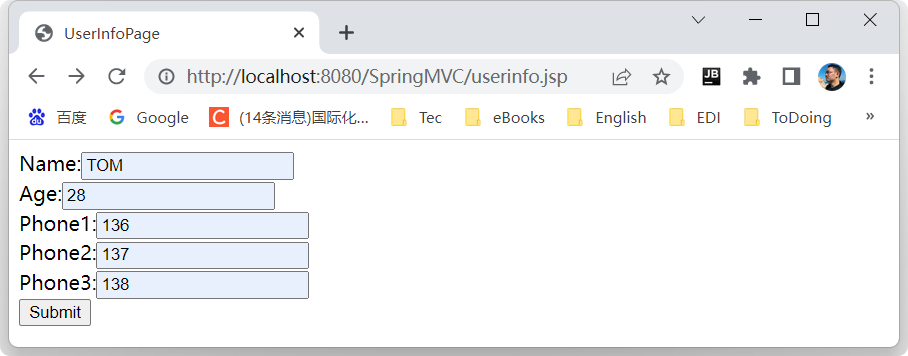 UserInfoPage
http://localhost:8080/SpringMVC/userinfo.jsp
JB
百度 Google C (14条消息)国际化... Tec eBooks English EDI ToDoing »
Name: TOM
Age: 28
Phone1: 136
Phone2: 137
Phone3: 138
Submit